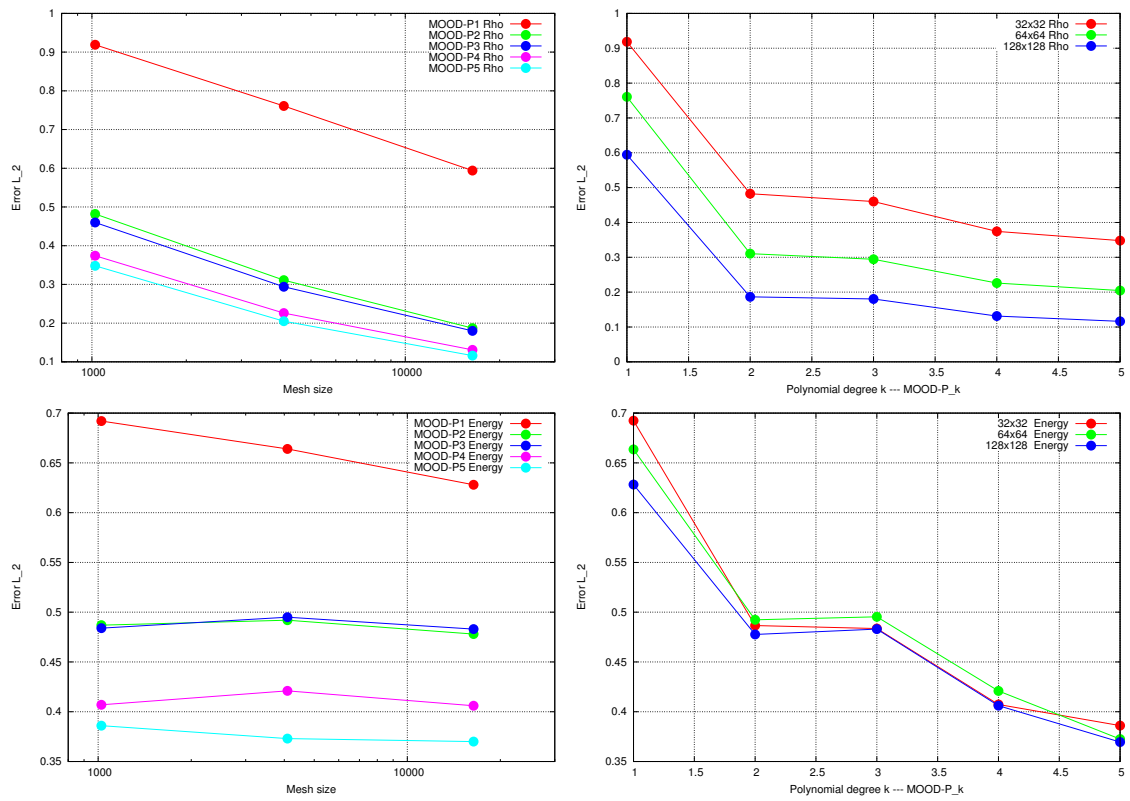 1
0.9
0.8
0.7
0.6
0.5
0.4
0.3
0.2
0.1
Error L_2
1000
10000
Mesh size
MOOD-P1 Rho
MOOD-P2 Rho
MOOD-P3 Rho
MOOD-P4 Rho
MOOD-P5 Rho
1
0.9
0.8
0.7
0.6
0.5
0.4
0.3
0.2
0.1
0
Error L_2
1
1.5
2
2.5
3
3.5
4
4.5
5
Polynomial degree k --- MOOD-P_k
32x32 Rho
64x64 Rho
128x128 Rho
0.7
0.65
0.6
0.55
0.5
0.45
0.4
0.35
Error L_2
1000
10000
Mesh size
MOOD-P1 Energy
MOOD-P2 Energy
MOOD-P3 Energy
MOOD-P4 Energy
MOOD-P5 Energy
0.7
0.65
0.6
0.55
0.5
0.45
0.4
0.35
Error L_2
1
1.5
2
2.5
3
3.5
4
4.5
5
Polynomial degree k --- MOOD-P_k
32x32 Energy
64x64 Energy
128x128 Energy